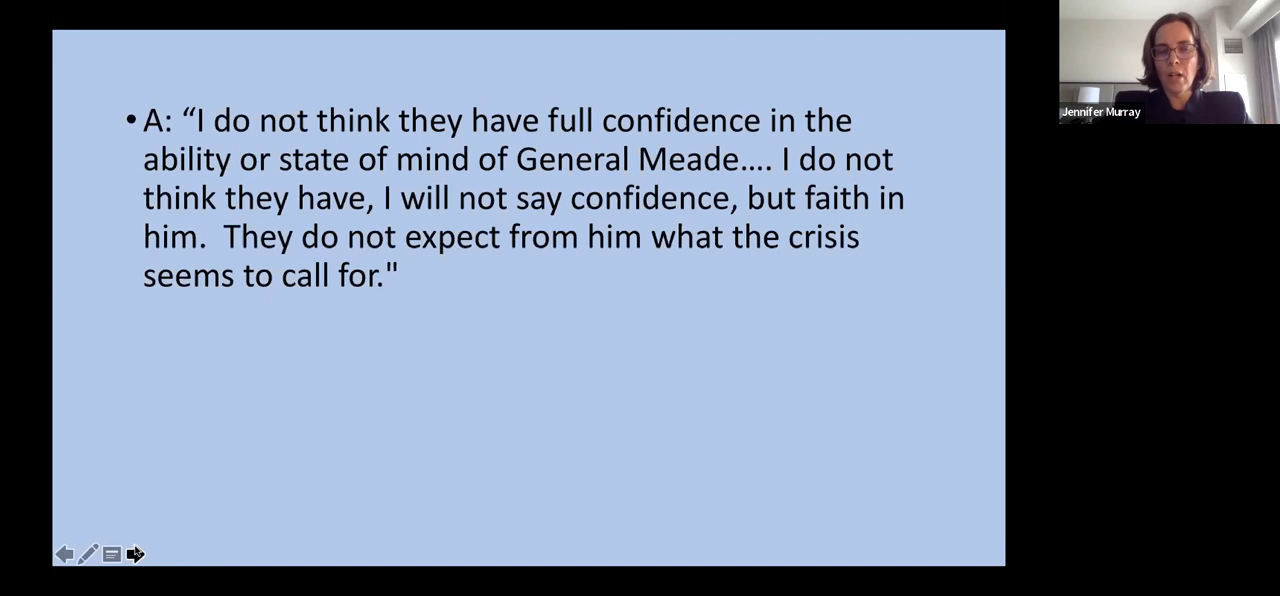 • A: “I do not think they have full confidence in the
ability or state of mind of General Meade…. I do not
think they have, I will not say confidence, but faith in
him.  They do not expect from him what the crisis
seems to call for."
Jennifer Murray